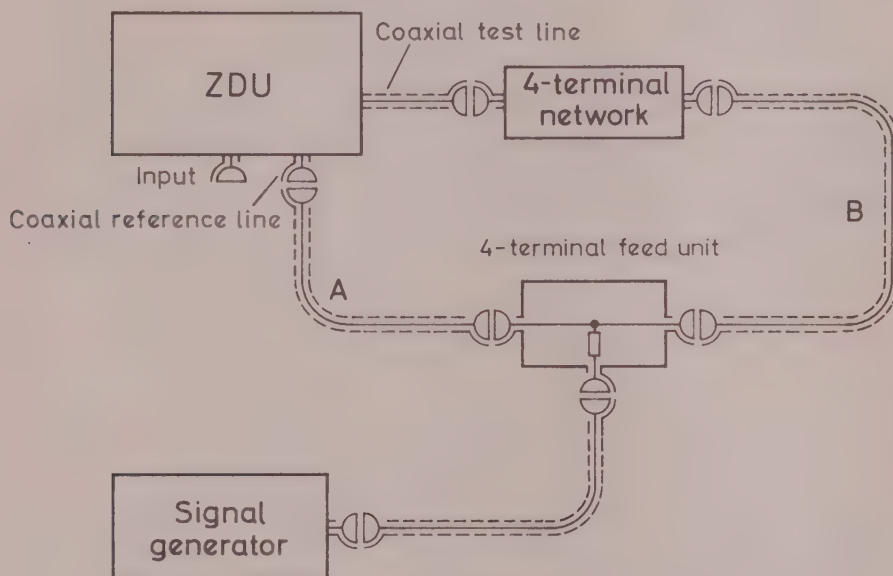 Coaxial test line
ZDU
4-terminal
network
Input
Coaxial reference line
B
4-terminal feed unit
A
Signal
generator